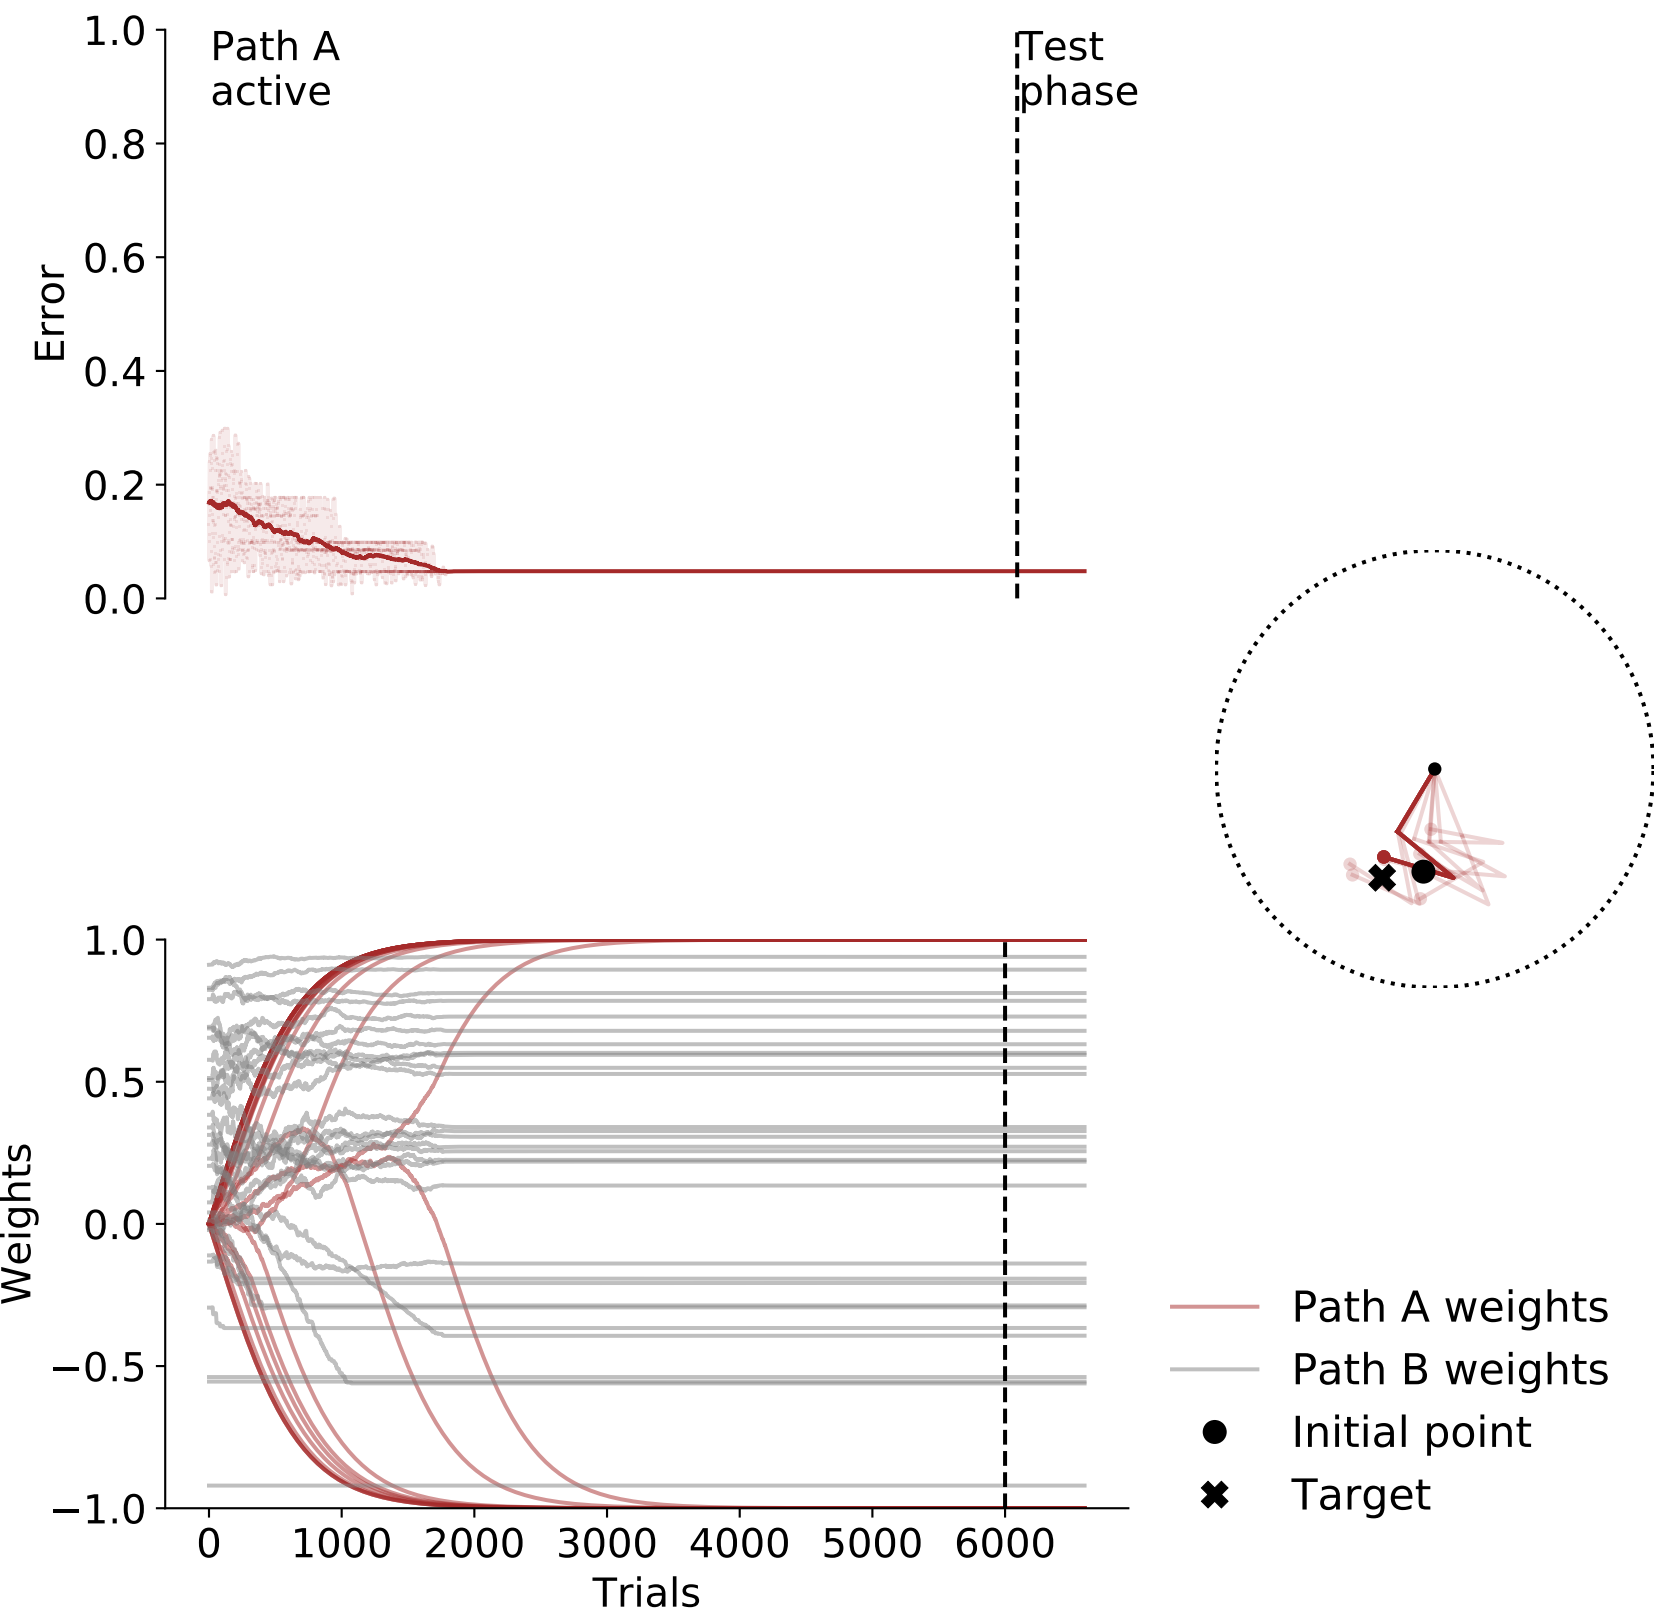 1.0
Path A
active
Test
phase
0.8
0.6
0.4
0.2
0.0
Error
1.0
0.5
0.0
−0.5
−1.0
Weights
0 1000 2000 3000 4000 5000 6000
Trials
Path A weights
Path B weights
Initial point
Target